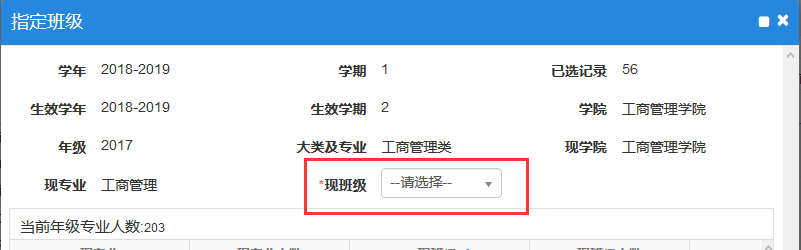 指定班级
学年 2018-2019 学期 1 已选记录 56
生效学年 2018-2019 生效学期 2 学院 工商管理学院
年级 2017 大类及专业 工商管理类 现学院 工商管理学院
现专业 工商管理 *现班级 --请选择--
当前年级专业人数:203